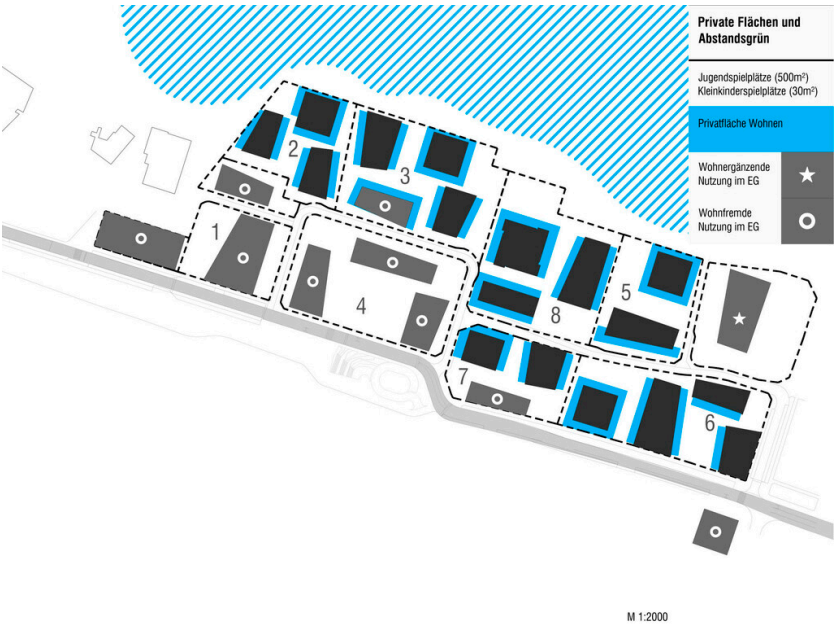 Private Flächen und
Abstandsgrün
Jugendspielplätze (500m²)
Kleinkinderspielplätze (30m²)
Privatfläche Wohnen
Wohnergänzende
Nutzung im EG
Wohnfremde
Nutzung im EG
2
3
1
4
5
8
7
6
M 1:2000